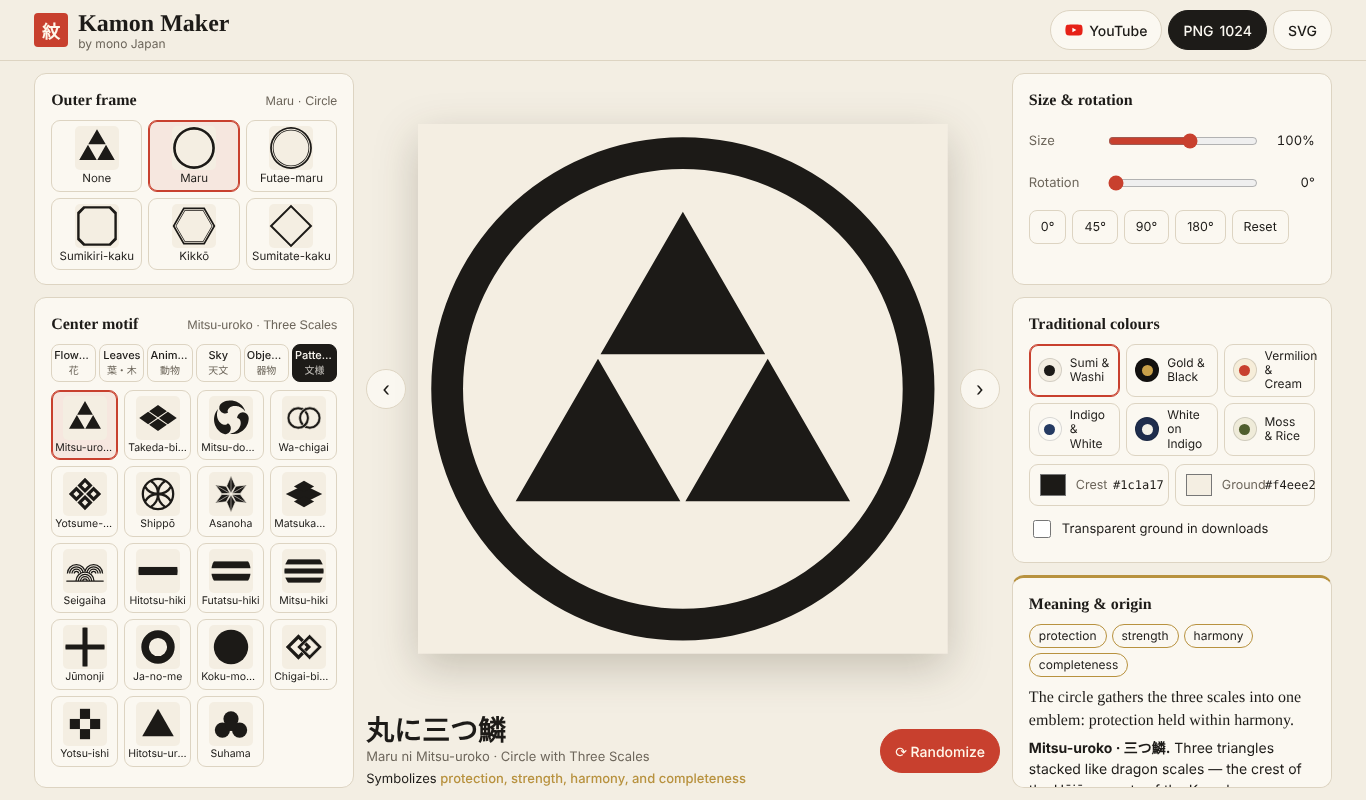 紋
Kamon Maker
by mono Japan
YouTube
PNG 1024
SVG
Outer frame
Maru · Circle
None
Maru
Futae-maru
Sumikiri-kaku
Kikkō
Sumitate-kaku
Center motif
Mitsu-uroko · Three Scales
Flow...
花
Leaves
葉・木
Anim...
動物
Sky
天文
Obje...
器物
Patte...
文様
Mitsu-uro...
Takeda-bi...
Mitsu-do...
Wa-chigai
Yotsume-...
Shippō
Asanoha
Matsuka...
Seigaiha
Hitotsu-hiki
Futatsu-hiki
Mitsu-hiki
Jūmonji
Ja-no-me
Koku-mo...
Chigai-bi...
Yotsu-ishi
Hitotsu-ur...
Suhama
‹
›
丸に三つ鱗
Maru ni Mitsu-uroko · Circle with Three Scales
Symbolizes protection, strength, harmony, and completeness
⟳ Randomize
Size & rotation
Size
100%
Rotation
0°
0°
45°
90°
180°
Reset
Traditional colours
Sumi &
Washi
Gold &
Black
Vermilion
&
Cream
Indigo
&
White
White
on
Indigo
Moss
& Rice
Crest #1c1a17
Ground #f4eee2
Transparent ground in downloads
Meaning & origin
protection
strength
harmony
completeness
The circle gathers the three scales into one
emblem: protection held within harmony.
Mitsu-uroko · 三つ鱗. Three triangles
stacked like dragon scales — the crest of